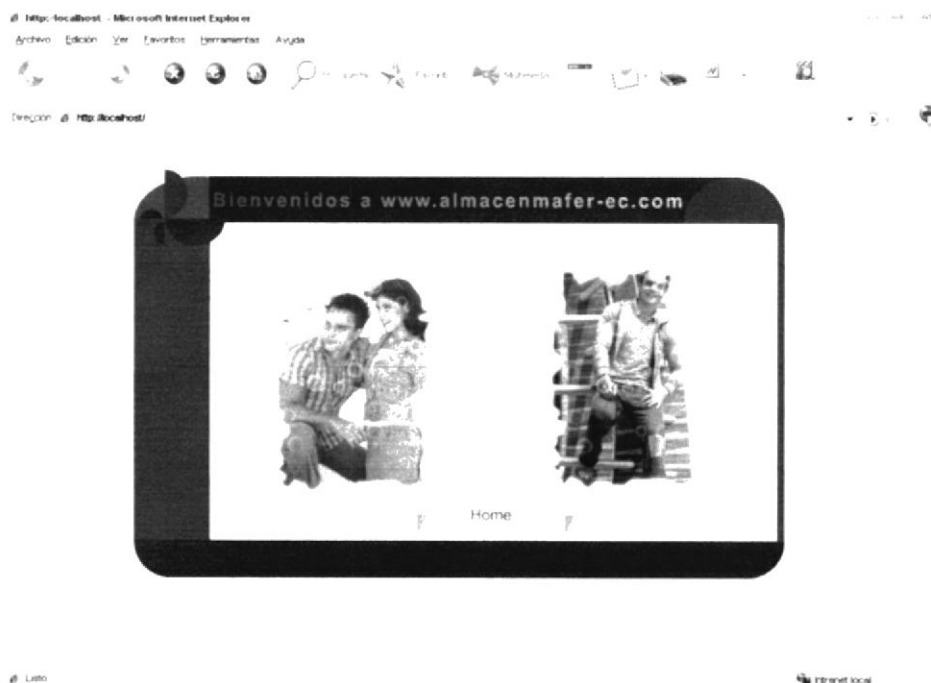 http://localhost - Microsoft Internet Explorer
Archivo Edición Ver Favoritos Herramientas Ayuda
Multimedia
Dirección http://localhost/
Bienvenidos a www.almacenmafer-ec.com
Home
Listo Intranet local